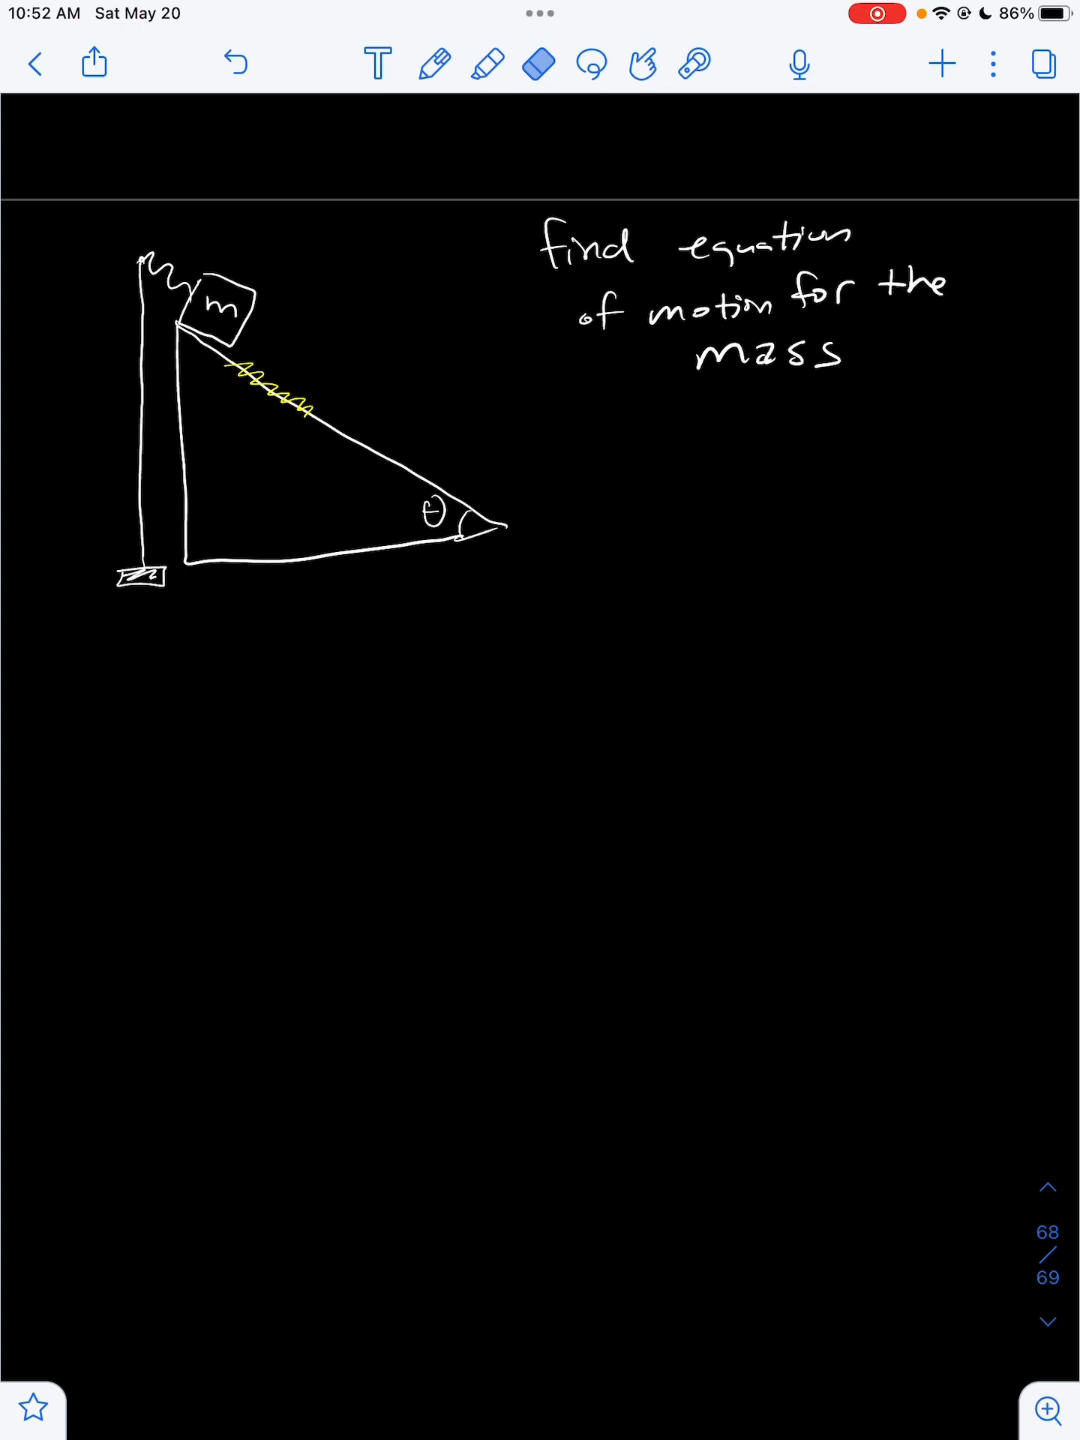 10:52 AM Sat May 20
86%
T
find equation
of motion for the
mass
m
θ
68
69